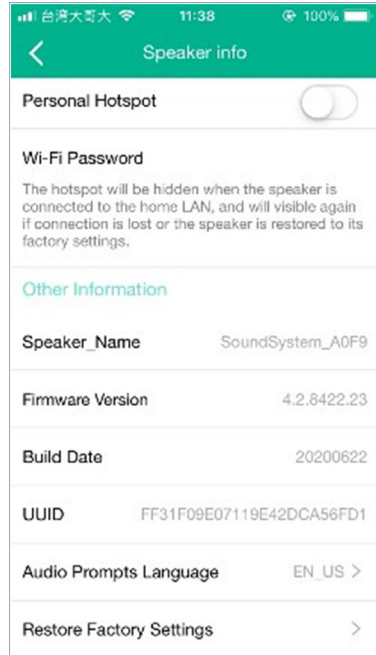 台湾大哥大 11:38 100%
Speaker info
Personal Hotspot
Wi-Fi Password
The hotspot will be hidden when the speaker is
connected to the home LAN, and will visible again
if connection is lost or the speaker is restored to its
factory settings.
Other Information
Speaker_Name SoundSystem_A0F9
Firmware Version 4.2.8422.23
Build Date 20200622
UUID FF31F09E07119E42DCA56FD1
Audio Prompts Language EN_US >
Restore Factory Settings >